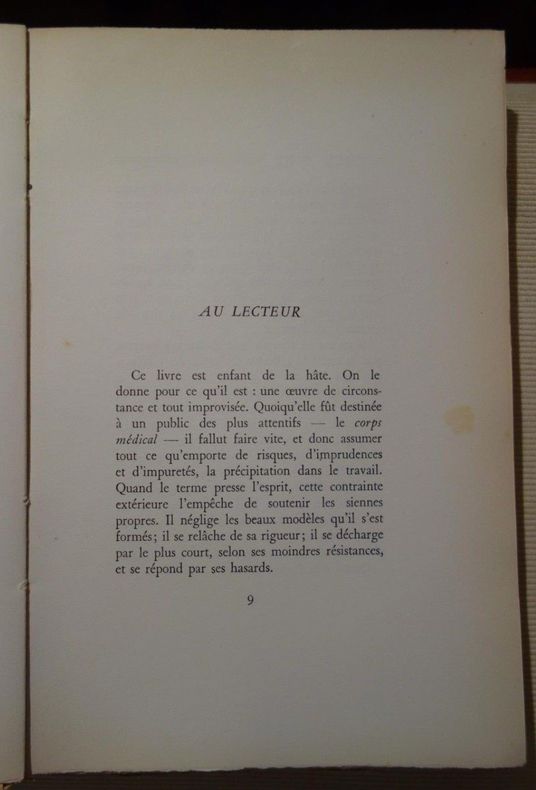 AU LECTEUR
Ce livre est enfant de la hâte. On le
donne pour ce qu'il est : une œuvre de circons-
tance et tout improvisée. Quoiqu'elle fût destinée
à un public des plus attentifs — le corps
médical — il fallut faire vite, et donc assumer
tout ce qu'emporte de risques, d'imprudences
et d'impuretés, la précipitation dans le travail.
Quand le terme presse l'esprit, cette contrainte
extérieure l'empêche de soutenir les siennes
propres. Il néglige les beaux modèles qu'il s'est
formés; il se relâche de sa rigueur; il se décharge
par le plus court, selon ses moindres résistances,
et se répond par ses hasards.
9